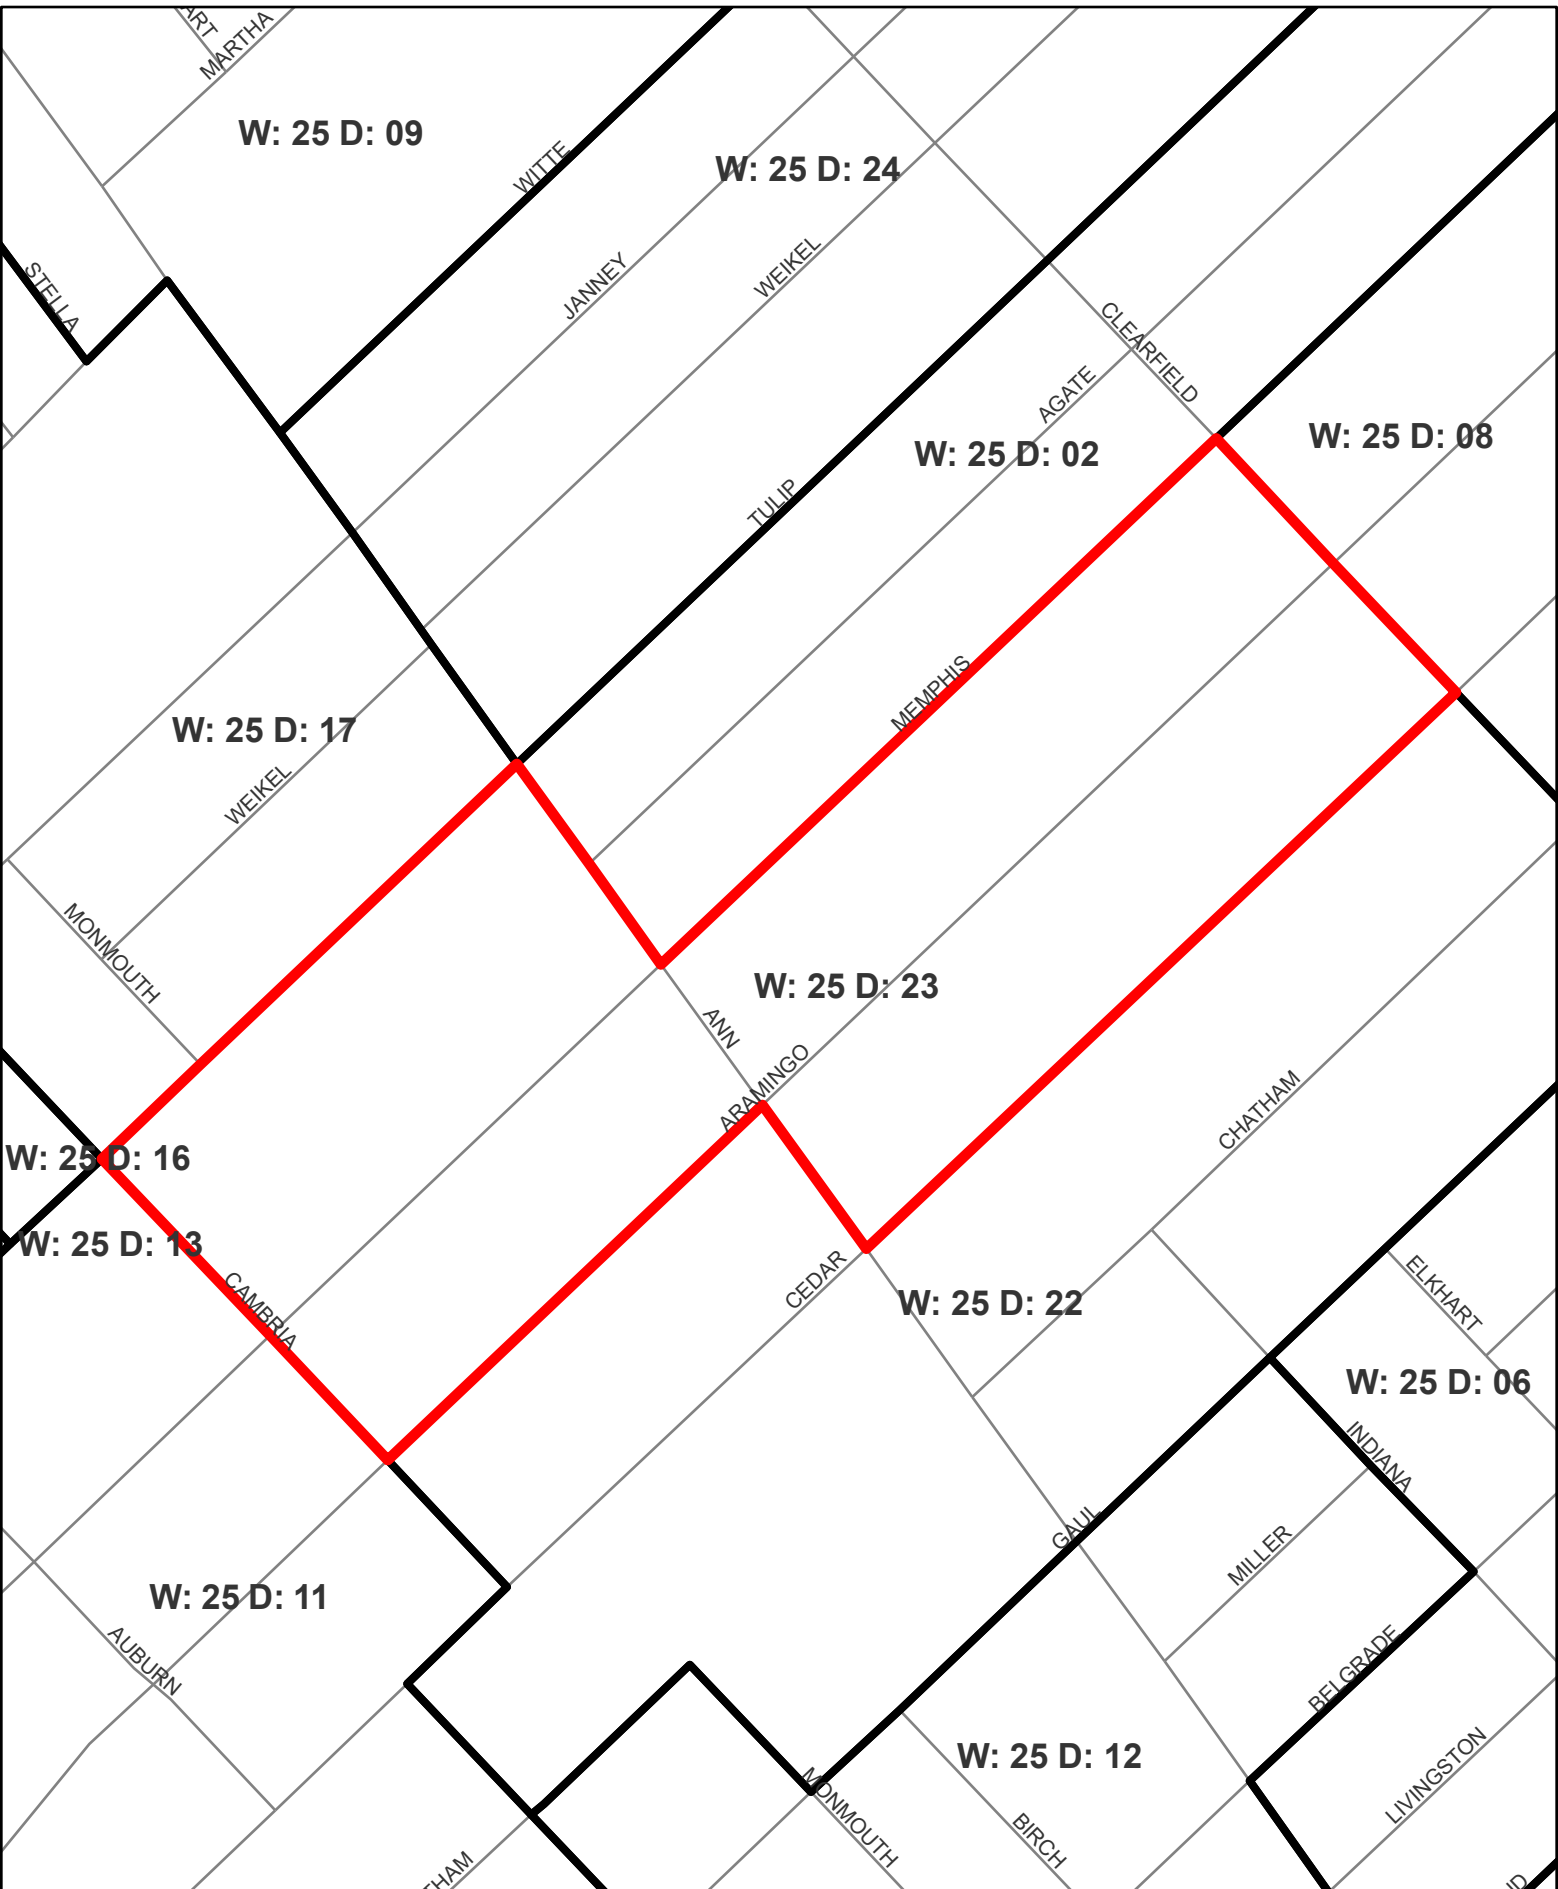 ART
MARTHA
W: 25 D: 09
WITTE
W: 25 D: 24
STELLA
JANNEY
WEIKEL
CLEARFIELD
AGATE
W: 25 D: 08
W: 25 D: 02
TULIP
MEMPHIS
W: 25 D: 17
WEIKEL
MONMOUTH
W: 25 D: 23
ANN
ARAMINGO
CHATHAM
W: 25 D: 16
W: 25 D: 13
CAMBRIA
CEDAR
W: 25 D: 22
ELKHART
W: 25 D: 06
INDIANA
GAUL
MILLER
W: 25 D: 11
AUBURN
BELGRADE
W: 25 D: 12
LIVINGSTON
MONMOUTH
BIRCH
THAM